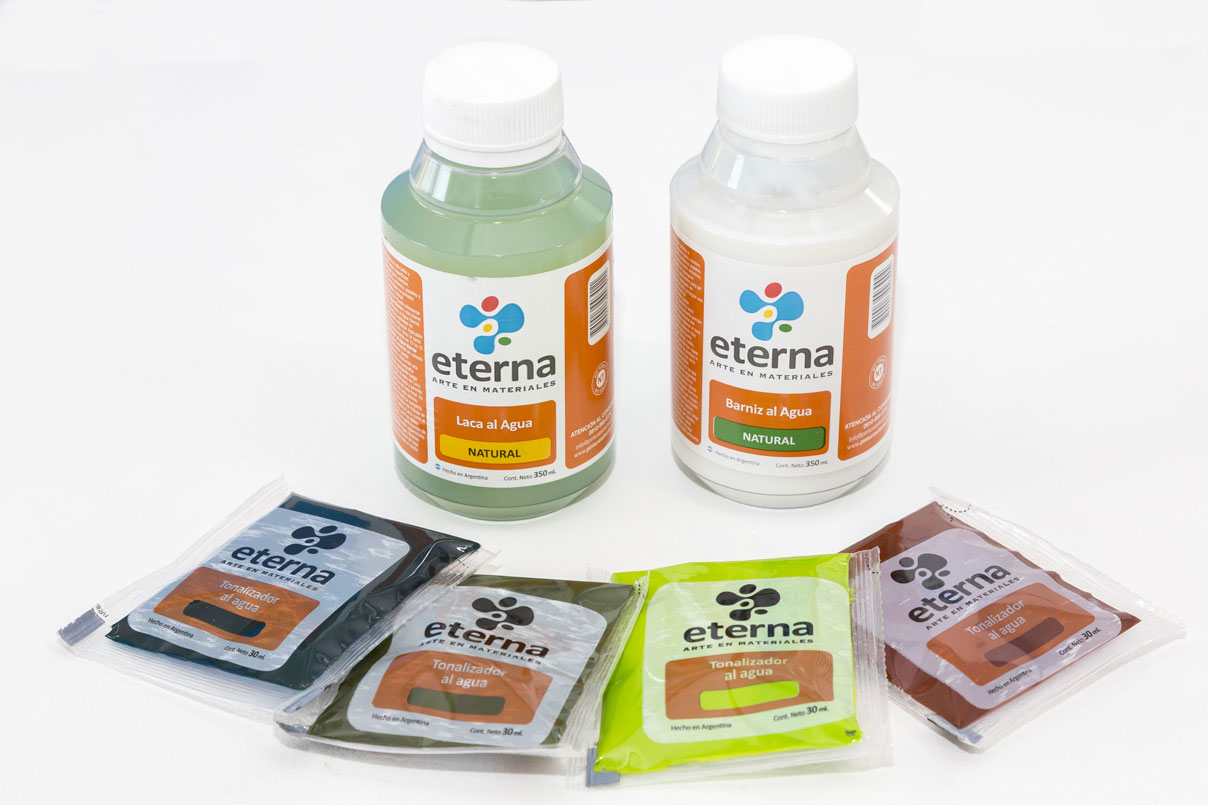 eterna
ARTE EN MATERIALES
Laca al Agua
NATURAL
Hecho en Argentina
Cont. Neto 350 mL
eterna
ARTE EN MATERIALES
Barniz al Agua
NATURAL
Hecho en Argentina
Cont. Neto 350 mL
ATENCIÓN AL
eterna
ARTE EN MATERIALES
Tonalizador
al agua
Hecho en Argentina
Cont. Neto 30 mL
eterna
ARTE EN MATERIALES
Tonalizador
al agua
Hecho en Argentina
Cont. Neto 30 mL
eterna
ARTE EN MATERIALES
Tonalizador
al agua
Hecho en Argentina
Cont. Neto 30 mL
eterna
ARTE EN MATERIALES
Tonalizador
al agua
Hecho en Argentina
Cont. Neto 30 mL